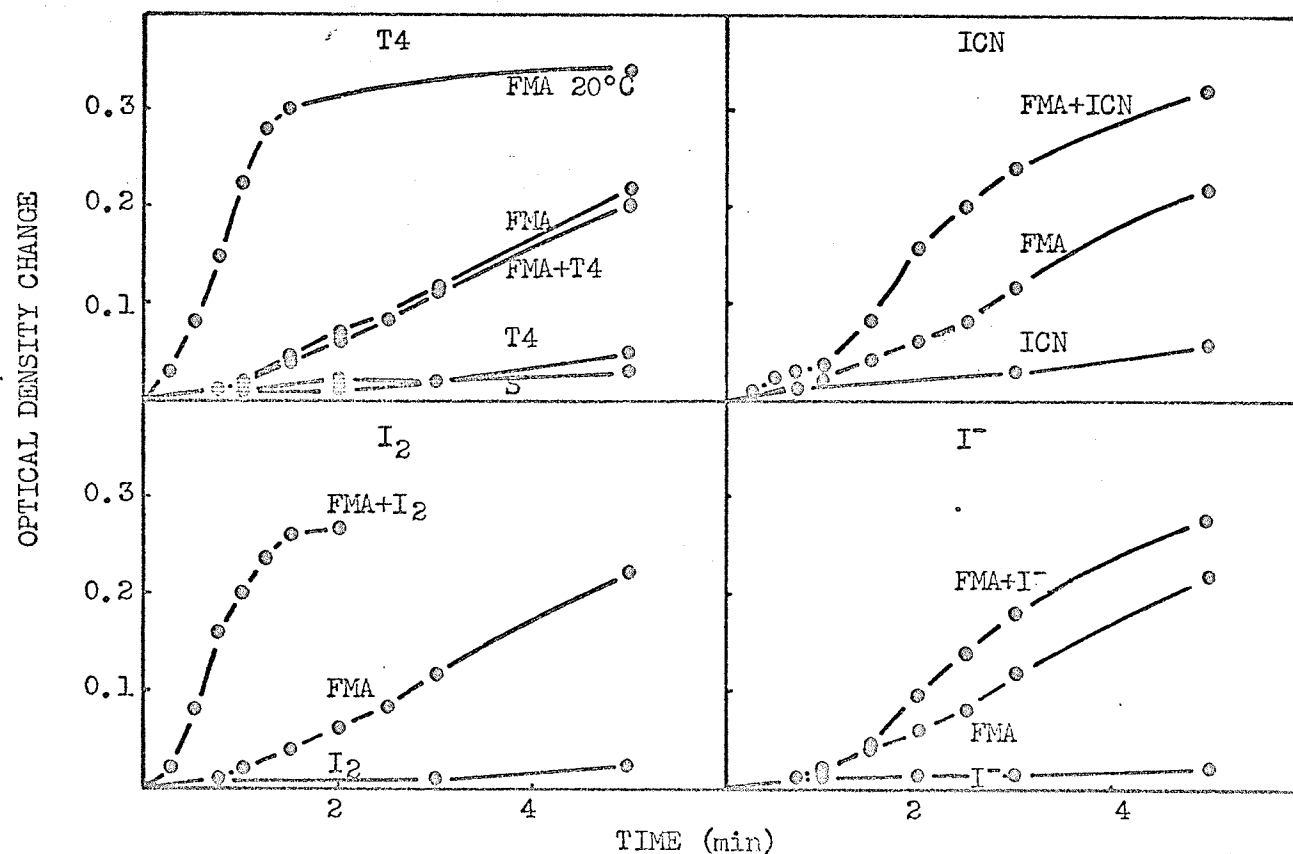 OPTICAL DENSITY CHANGE
T4
0.3
0.2
0.1
FMA 20°C
FMA
FMA+T4
T4
S
ICN
FMA+ICN
FMA
ICN
I2
0.3
0.2
0.1
FMA+I2
FMA
I2
2
4
I-
FMA+I-
FMA
I-
2
4
TIME (min)